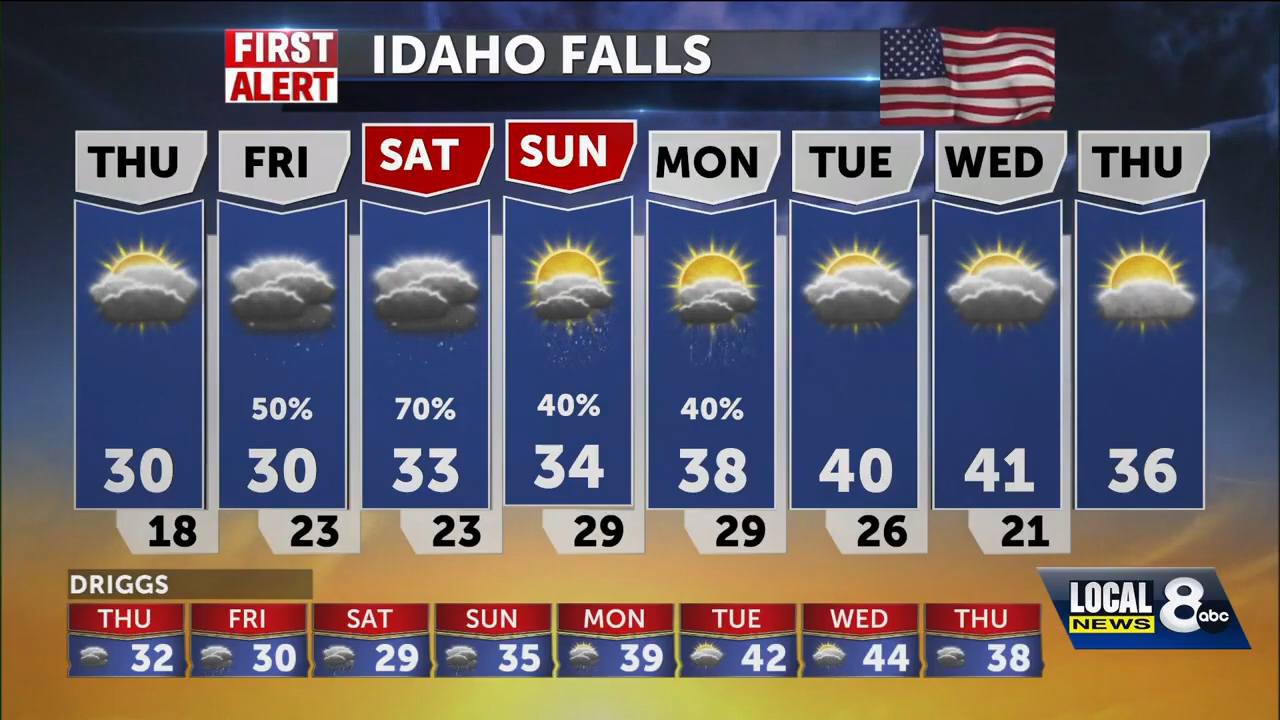 FIRST
ALERT
IDAHO FALLS
THU FRI SAT SUN MON TUE WED THU
50% 70% 40% 40%
30 30 33 34 38 40 41 36
18 23 23 29 29 26 21
DRIGGS
THU FRI SAT SUN MON TUE WED THU
32 30 29 35 39 42 44 38
LOCAL
NEWS
8
abc